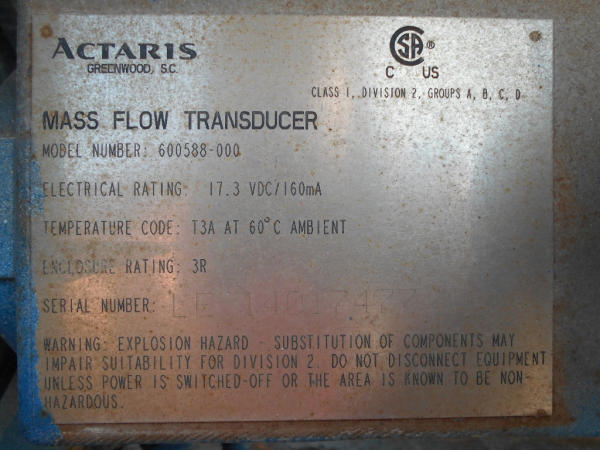 ACTARIS
GREENWOOD, S.C.
CSA ®
C US
CLASS I, DIVISION 2, GROUPS A, B, C, D
MASS FLOW TRANSDUCER
MODEL NUMBER: 600588-000
ELECTRICAL RATING: 17.3 VDC/160mA
TEMPERATURE CODE: T3A AT 60°C AMBIENT
ENCLOSURE RATING: 3R
SERIAL NUMBER:
WARNING: EXPLOSION HAZARD - SUBSTITUTION OF COMPONENTS MAY
IMPAIR SUITABILITY FOR DIVISION 2. DO NOT DISCONNECT EQUIPMENT
UNLESS POWER IS SWITCHED-OFF OR THE AREA IS KNOWN TO BE NON-
HAZARDOUS.